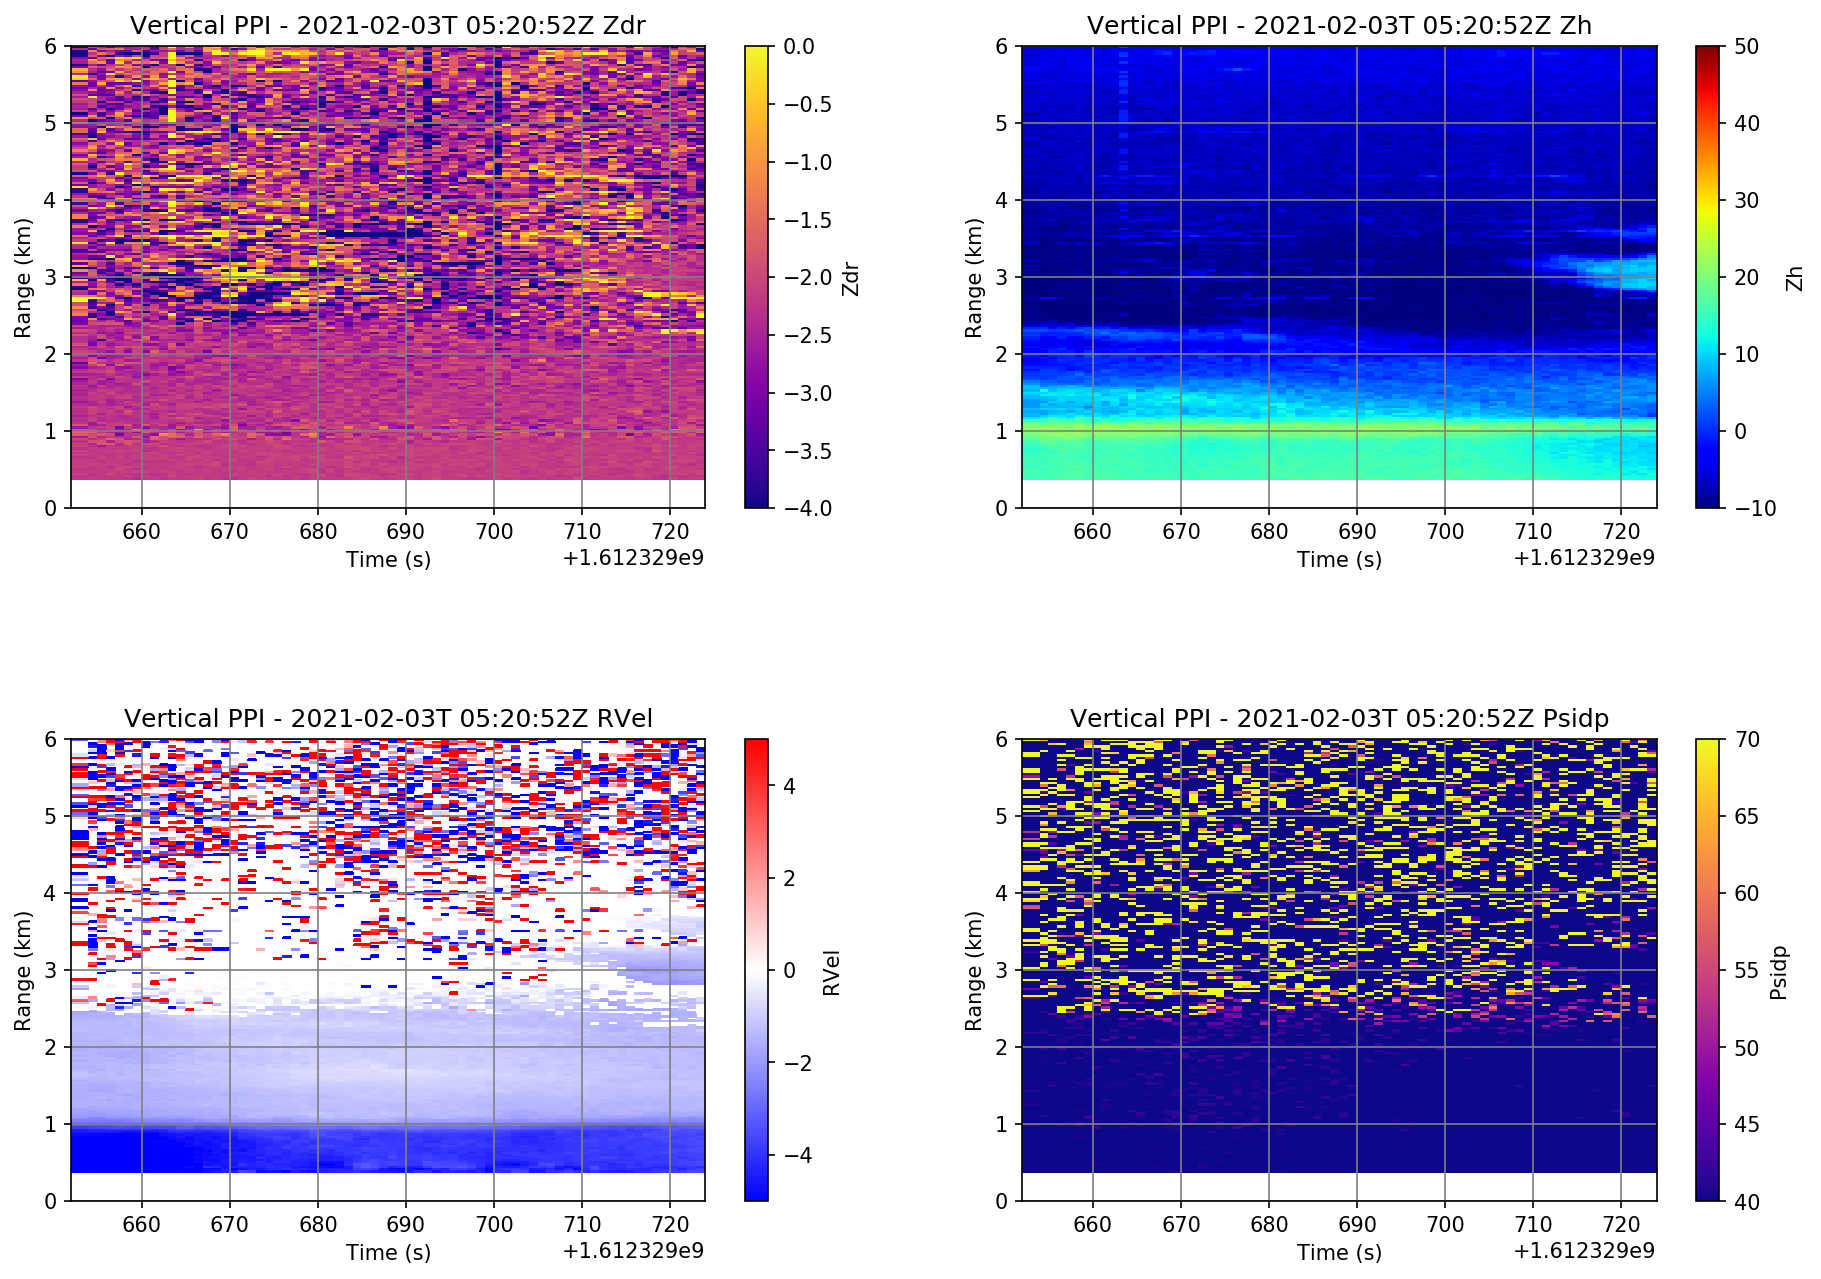 Vertical PPI - 2021-02-03T 05:20:52Z Zdr
6
5
4
3
2
1
0
Range (km)
660 670 680 690 700 710 720
Time (s)
+1.612329e9
0.0
−0.5
−1.0
−1.5
−2.0
−2.5
−3.0
−3.5
−4.0
Zdr
Vertical PPI - 2021-02-03T 05:20:52Z Zh
6
5
4
3
2
1
0
Range (km)
660 670 680 690 700 710 720
Time (s)
+1.612329e9
50
40
30
20
10
0
−10
Zh
Vertical PPI - 2021-02-03T 05:20:52Z RVel
6
5
4
3
2
1
0
Range (km)
660 670 680 690 700 710 720
Time (s)
+1.612329e9
4
2
0
−2
−4
RVel
Vertical PPI - 2021-02-03T 05:20:52Z Psidp
6
5
4
3
2
1
0
Range (km)
660 670 680 690 700 710 720
Time (s)
+1.612329e9
70
65
60
55
50
45
40
Psidp